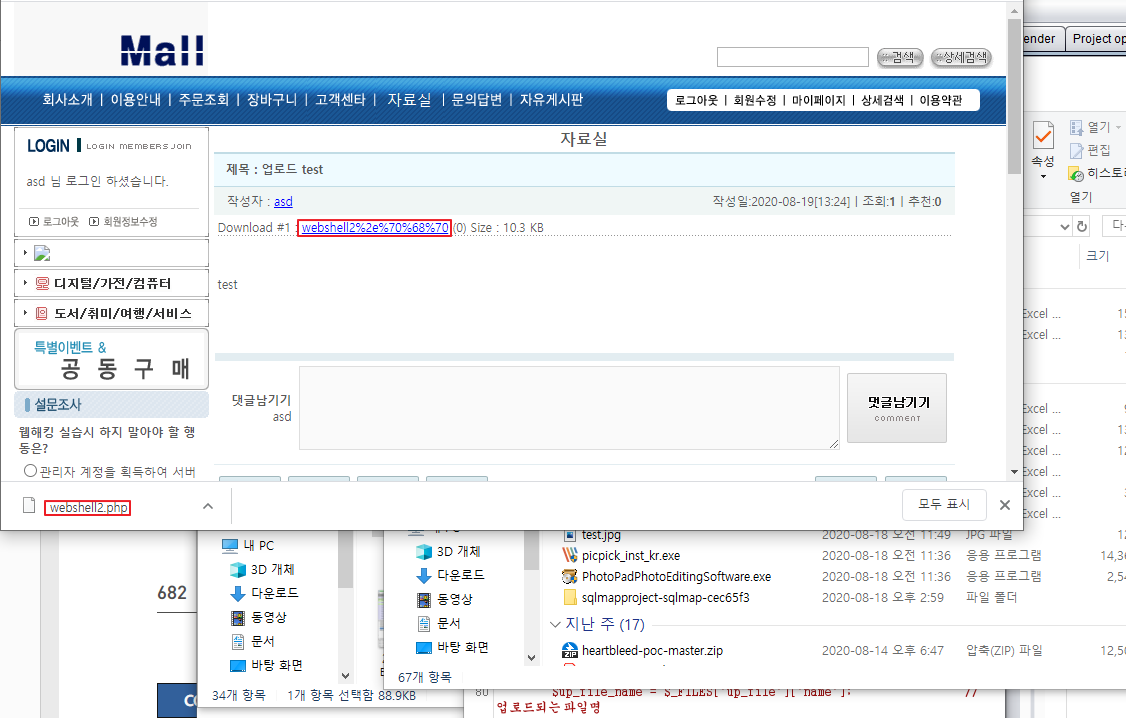 Mall
검색
상세검색
ender
Project op
회사소개 | 이용안내 | 주문조회 | 장바구니 | 고객센타 | 자료실 | 문의답변 | 자유게시판
로그아웃 | 회원수정 | 마이페이지 | 상세검색 | 이용약관
LOGIN LOGIN MEMBERS JOIN
asd 님 로그인 하셨습니다.
로그아웃 회원정보수정
디지털/가전/컴퓨터
도서/취미/여행/서비스
특별이벤트 &
공 동 구 매
설문조사
웹해킹 실습시 하지 말아야 할 행
동은?
관리자 계정을 획득하여 서버
자료실
제목 : 업로드 test
작성자 : asd
작성일:2020-08-19[13:24] | 조회:1 | 추천:0
Download #1 : webshell2%2e%70%68%70 (0) Size : 10.3 KB
test
댓글남기기
asd
댓글남기기
COMMENT
속성
열기
편집
히스토리
열기
크기
Excel ...
Excel ...
Excel ...
Excel ...
Excel ...
Excel ...
Excel ...
Excel ...
webshell2.php
모두 표시
682
내 PC
3D 개체
다운로드
동영상
문서
바탕 화면
34개 항목 1개 항목 선택함 88.9KB
3D 개체
다운로드
동영상
문서
바탕 화면
67개 항목
test.jpg 2020-08-18 오전 11:49 JPG 파일
picpick_inst_kr.exe 2020-08-18 오전 11:36 응용 프로그램 14,36
PhotoPadPhotoEditingSoftware.exe 2020-08-18 오전 11:36 응용 프로그램 2,54
sqlmapproject-sqlmap-cec65f3 2020-08-18 오후 2:59 파일 폴더
지난 주 (17)
heartbleed-poc-master.zip 2020-08-14 오후 6:47 압축(ZIP) 파일 12,50
80 $up_file_name = $_FILES['up_file']['name']; //
업로드되는파일명